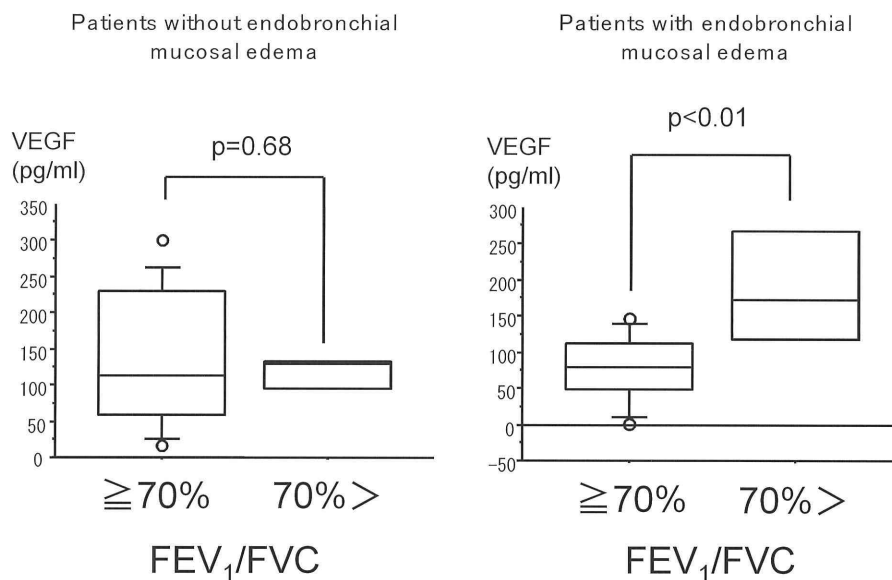 Patients without endobronchial
mucosal edema
VEGF
(pg/ml)
p=0.68
350
300
250
200
150
100
50
0
≧70%
70%>
FEV₁/FVC
Patients with endobronchial
mucosal edema
VEGF
(pg/ml)
p<0.01
300
250
200
150
100
50
0
−50
≧70%
70%>
FEV₁/FVC